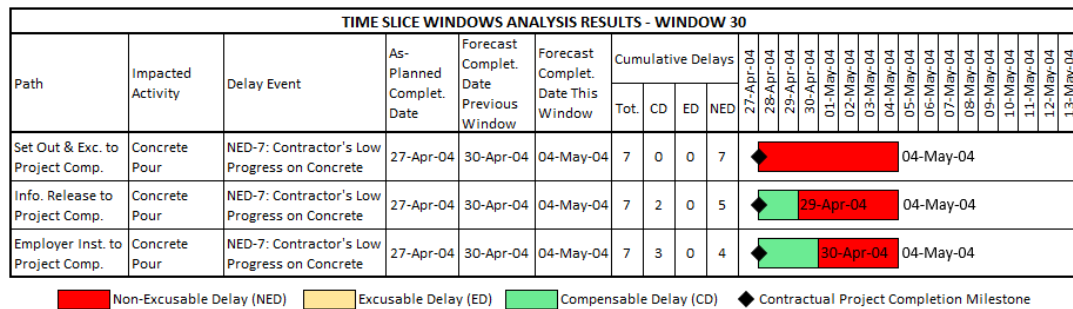 TIME SLICE WINDOWS ANALYSIS RESULTS - WINDOW 30
Path
Impacted
Activity
Delay Event
As-
Planned
Complet.
Date
Forecast
Complet.
Date
Previous
Window
Forecast
Complet.
Date This
Window
Cumulative Delays
Tot.
CD
ED
NED
27-Apr-04
28-Apr-04
29-Apr-04
30-Apr-04
01-May-04
02-May-04
03-May-04
04-May-04
05-May-04
06-May-04
07-May-04
08-May-04
09-May-04
10-May-04
11-May-04
12-May-04
13-May-04
Set Out & Exc. to
Project Comp.
Concrete
Pour
NED-7: Contractor's Low
Progress on Concrete
27-Apr-04
30-Apr-04
04-May-04
7
0
0
7
04-May-04
Info. Release to
Project Comp.
Concrete
Pour
NED-7: Contractor's Low
Progress on Concrete
27-Apr-04
30-Apr-04
04-May-04
7
2
0
5
29-Apr-04
04-May-04
Employer Inst. to
Project Comp.
Concrete
Pour
NED-7: Contractor's Low
Progress on Concrete
27-Apr-04
30-Apr-04
04-May-04
7
3
0
4
30-Apr-04
04-May-04
Non-Excusable Delay (NED)
Excusable Delay (ED)
Compensable Delay (CD)
Contractual Project Completion Milestone